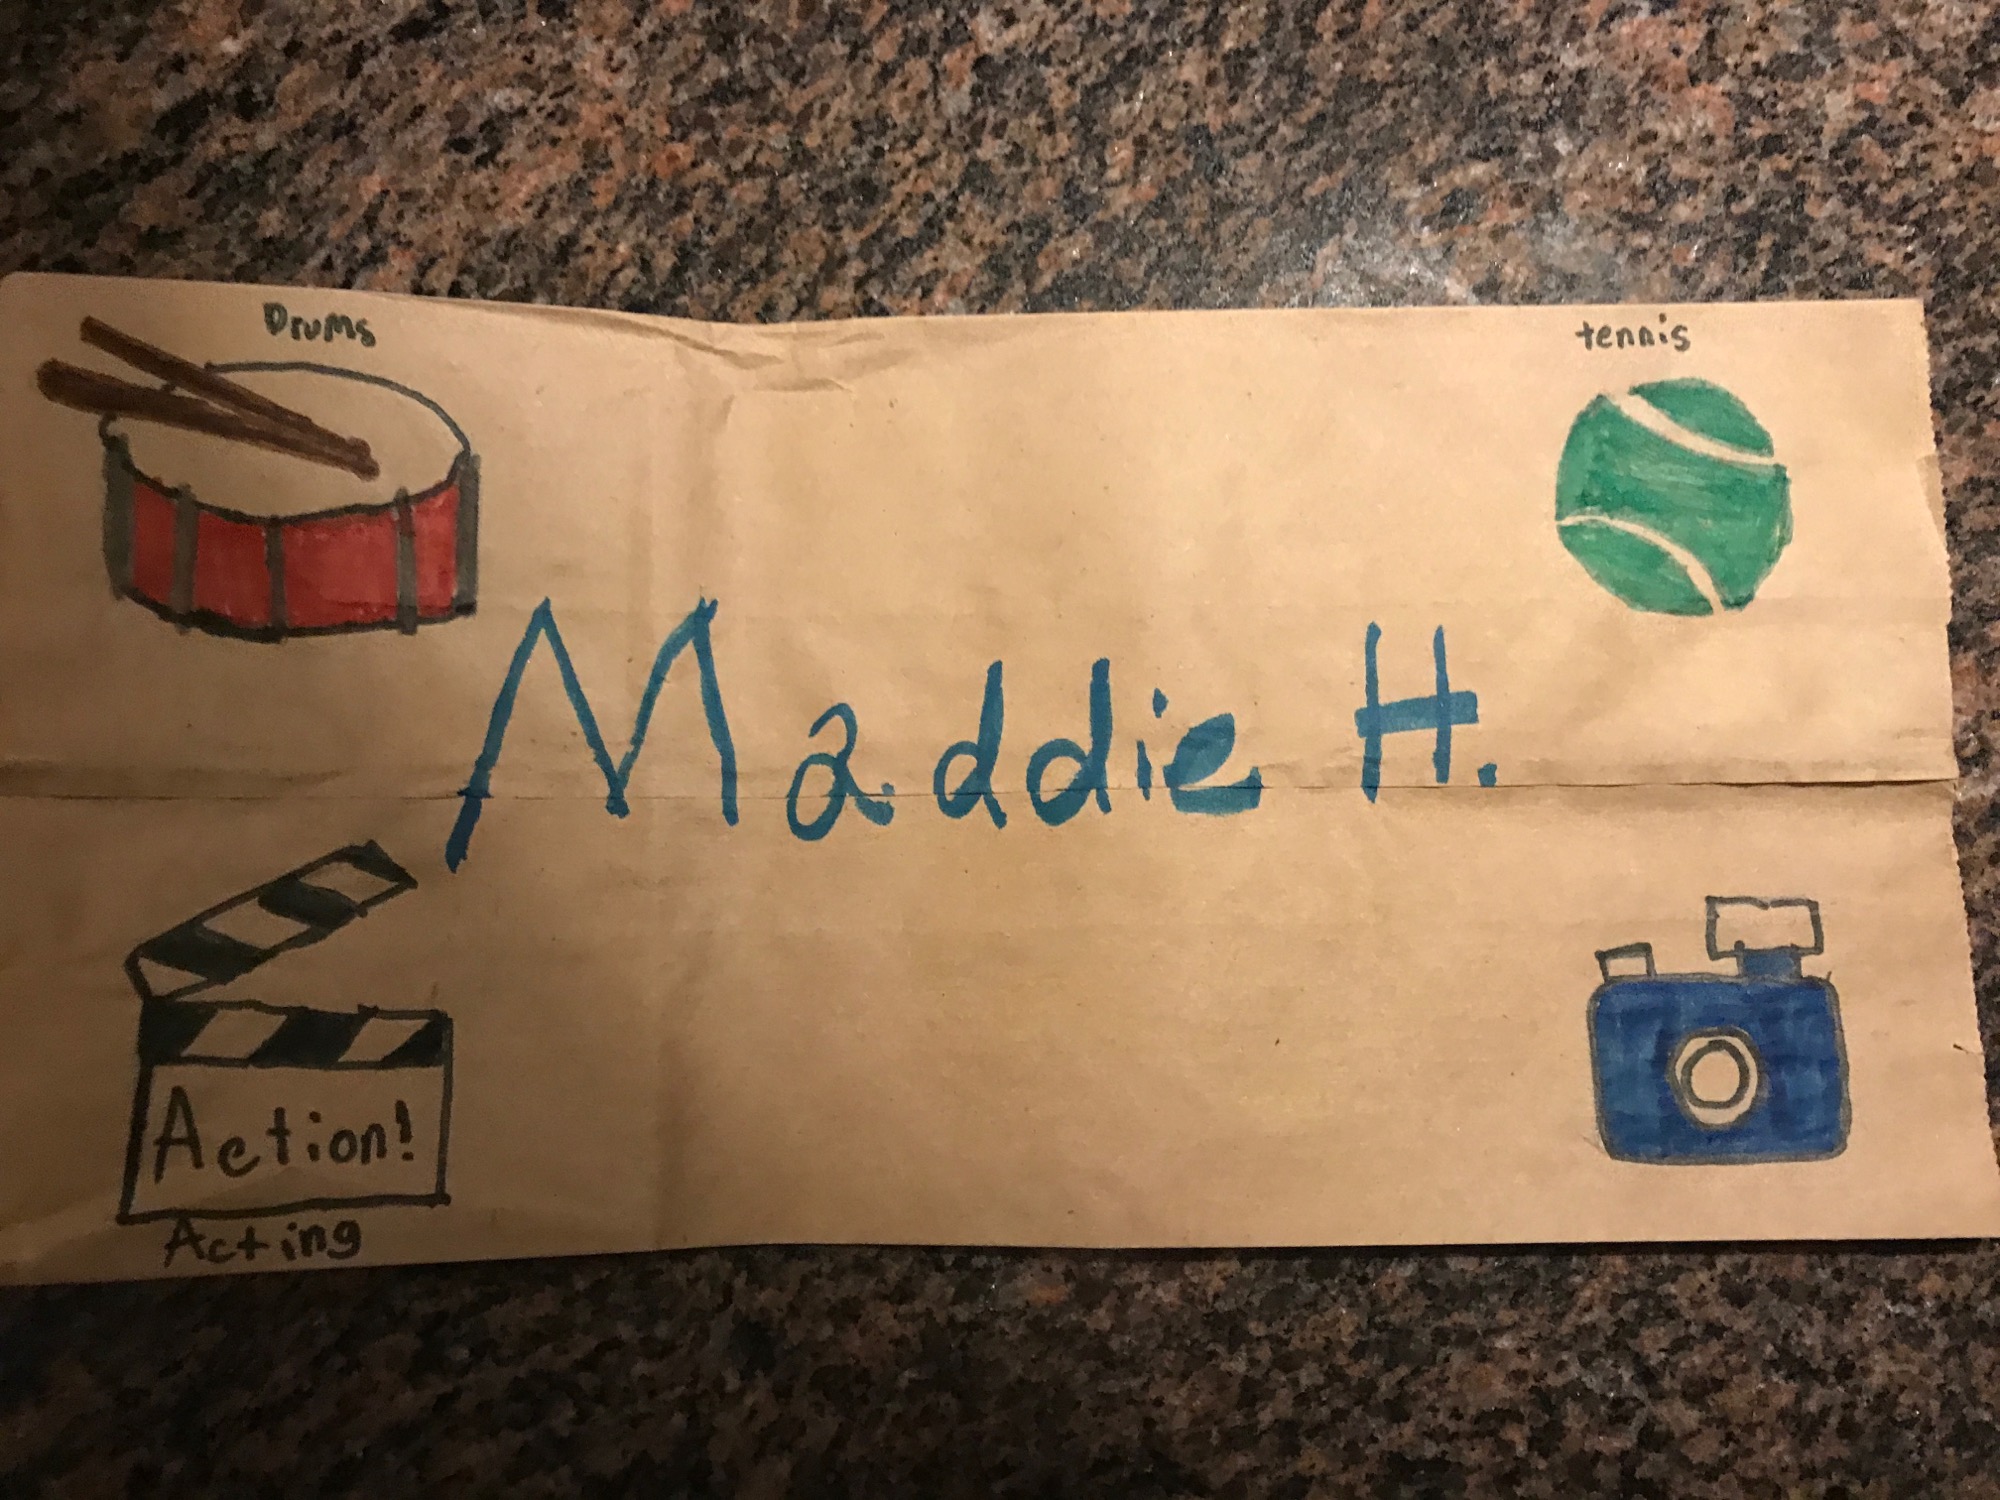 Drums
tennis
Maddie H.
Action!
Acting